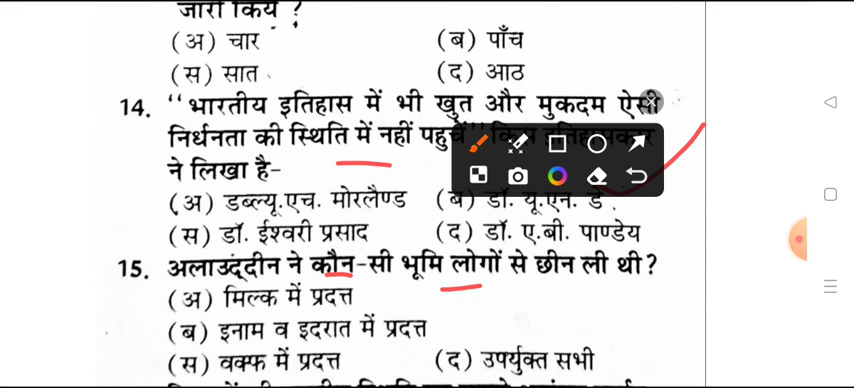 जारी किये ?
(अ) चार (ब) पाँच
(स) सात (द) आठ
14. "भारतीय इतिहास में भी खुत और मुकदम ऐसी
निर्धनता की स्थिति में नहीं पहुचे"
ने लिखा है-
(अ) डब्ल्यू.एच. मोरलैण्ड (ब) डॉ. यू.एन. डे .
(स) डॉ. ईश्वरी प्रसाद (द) डॉ. ए.बी. पाण्डेय
15. अलाउद्दीन ने कौन-सी भूमि लोगों से छीन ली थी?
(अ) मिल्क में प्रदत्त
(ब) इनाम व इदरात में प्रदत्त
(स) वक्फ में प्रदत्त (द) उपर्युक्त सभी